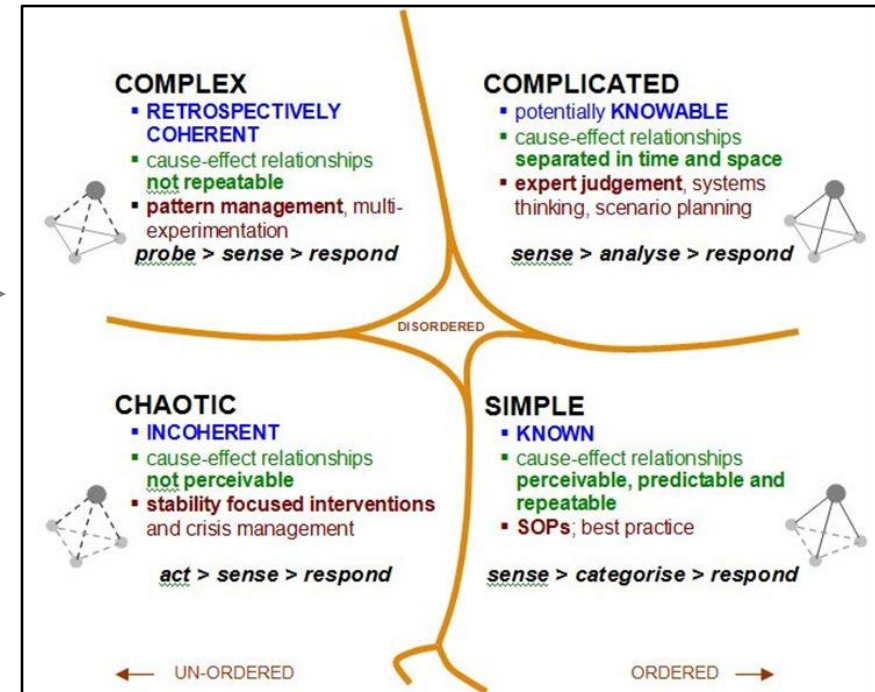 COMPLEX
▪ RETROSPECTIVELY
COHERENT
▪ cause-effect relationships
not repeatable
▪ pattern management, multi-
experimentation
probe > sense > respond
COMPLICATED
▪ potentially KNOWABLE
▪ cause-effect relationships
separated in time and space
▪ expert judgement, systems
thinking, scenario planning
sense > analyse > respond
DISORDERED
CHAOTIC
▪ INCOHERENT
▪ cause-effect relationships
not perceivable
▪ stability focused interventions
and crisis management
act > sense > respond
SIMPLE
▪ KNOWN
▪ cause-effect relationships
perceivable, predictable and
repeatable
▪ SOPs; best practice
sense > categorise > respond
← UN-ORDERED
ORDERED →